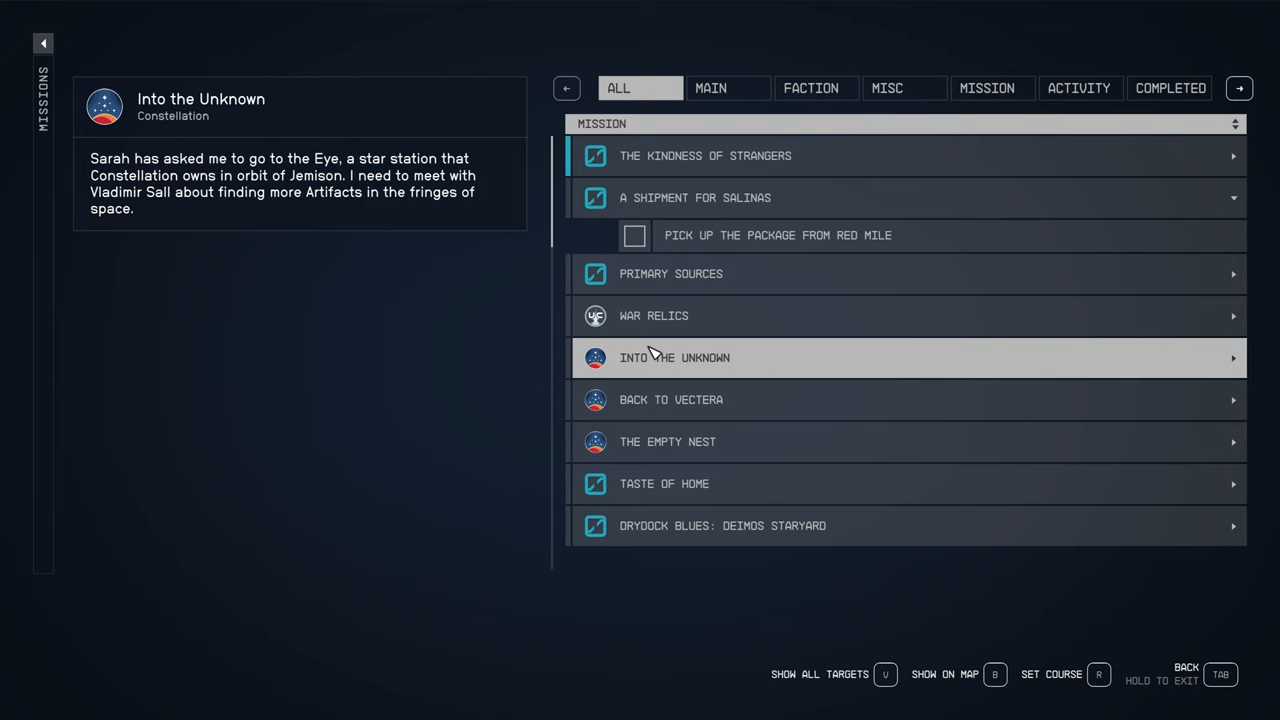 MISSIONS
Into the Unknown
Constellation
Sarah has asked me to go to the Eye, a star station that
Constellation owns in orbit of Jemison. I need to meet with
Vladimir Sall about finding more Artifacts in the fringes of
space.
ALL MAIN FACTION MISC MISSION ACTIVITY COMPLETED
MISSION
THE KINDNESS OF STRANGERS
A SHIPMENT FOR SALINAS
PICK UP THE PACKAGE FROM RED MILE
PRIMARY SOURCES
UC WAR RELICS
INTO THE UNKNOWN
BACK TO VECTERA
THE EMPTY NEST
TASTE OF HOME
DRYDOCK BLUES: DEIMOS STARYARD
SHOW ALL TARGETS V SHOW ON MAP B SET COURSE R BACK TAB
HOLD TO EXIT